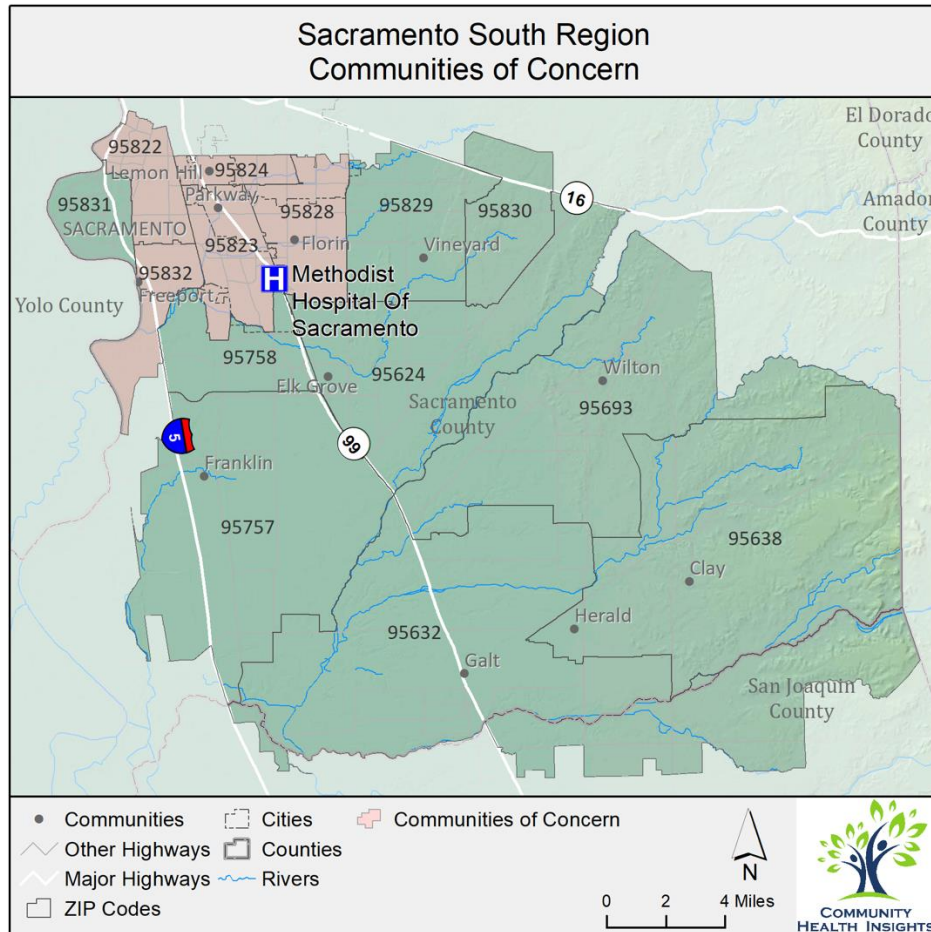 Sacramento South Region
Communities of Concern
El Dorado
County
Amador
County
16
95822
Lemon Hill
95824
Parkway
95831
SACRAMENTO
95828
95829
95830
95823
Florin
Vineyard
95832
Freeport
H
Methodist
Hospital Of
Sacramento
Yolo County
95758
Elk Grove
95624
Sacramento
County
Wilton
95693
5
99
Franklin
95757
95638
Clay
Herald
95632
Galt
San Joaquin
County
Communities
Cities
Communities of Concern
Other Highways
Counties
Major Highways
Rivers
ZIP Codes
N
0 2 4 Miles
COMMUNITY
HEALTH INSIGHTS